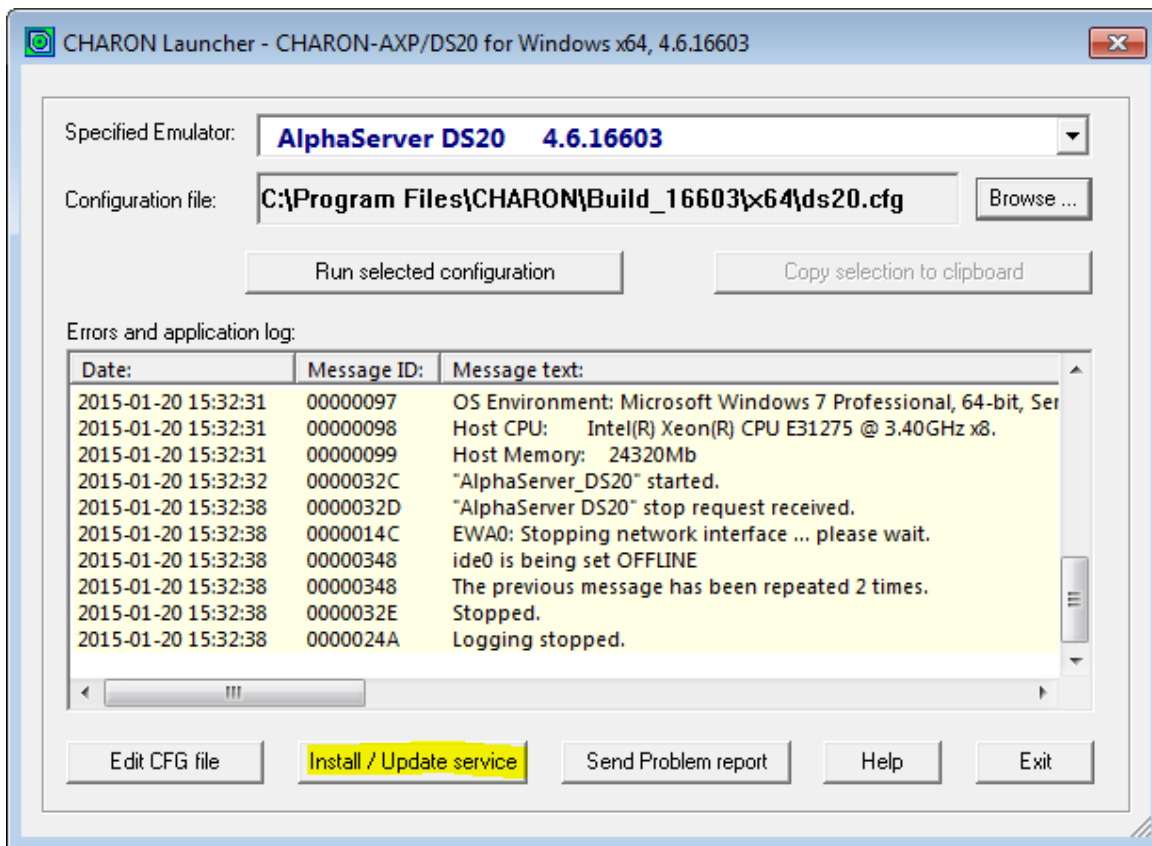 CHARON Launcher - CHARON-AXP/DS20 for Windows x64, 4.6.16603
Specified Emulator: AlphaServer DS20 4.6.16603
Configuration file: C:\Program Files\CHARON\Build_16603\x64\ds20.cfg Browse ...
Run selected configuration Copy selection to clipboard
Errors and application log:
Date: Message ID: Message text:
2015-01-20 15:32:31 00000097 OS Environment: Microsoft Windows 7 Professional, 64-bit, Ser
2015-01-20 15:32:31 00000098 Host CPU: Intel(R) Xeon(R) CPU E31275 @ 3.40GHz x8.
2015-01-20 15:32:31 00000099 Host Memory: 24320Mb
2015-01-20 15:32:32 0000032C "AlphaServer_DS20" started.
2015-01-20 15:32:38 0000032D "AlphaServer DS20" stop request received.
2015-01-20 15:32:38 0000014C EWA0: Stopping network interface ... please wait.
2015-01-20 15:32:38 00000348 ide0 is being set OFFLINE
2015-01-20 15:32:38 00000348 The previous message has been repeated 2 times.
2015-01-20 15:32:38 0000032E Stopped.
2015-01-20 15:32:38 0000024A Logging stopped.
Edit CFG file Install / Update service Send Problem report Help Exit